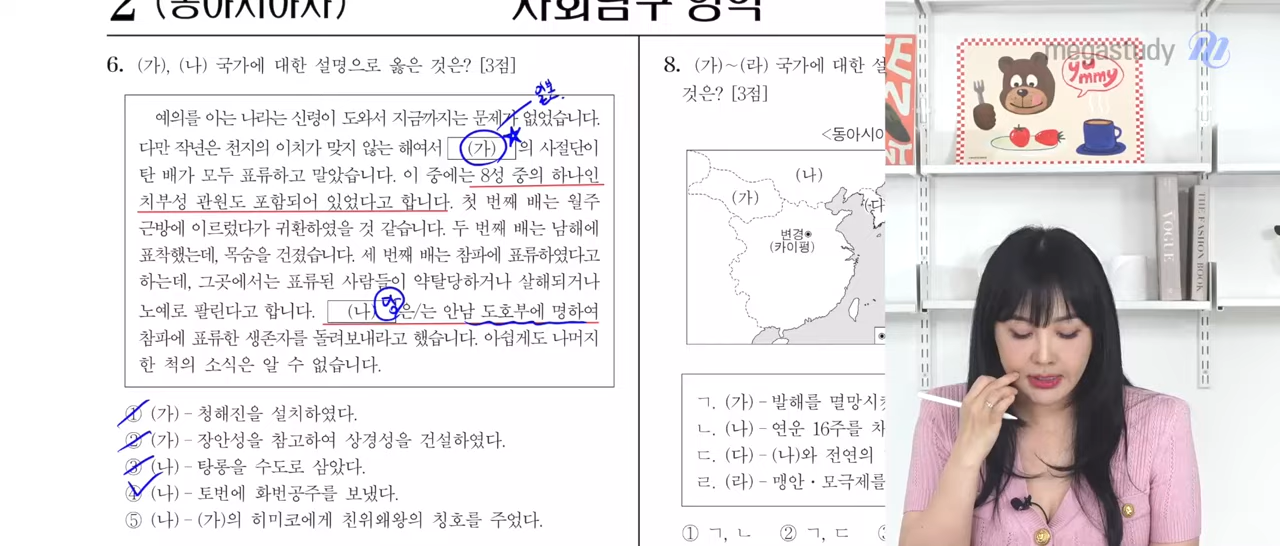 2 (동아시아사)
사회탐구 영역
6. (가), (나) 국가에 대한 설명으로 옳은 것은? [3점]
일본
예의를 아는 나라는 신령이 도와서 지금까지는 문제가 없었습니다.
다만 작년은 천지의 이치가 맞지 않는 해여서 (가) 의 사절단이
탄 배가 모두 표류하고 말았습니다. 이 중에는 8성 중의 하나인
치부성 관원도 포함되어 있었다고 합니다. 첫 번째 배는 월주
근방에 이르렀다가 귀환하였을 것 같습니다. 두 번째 배는 남해에
표착했는데, 목숨을 건졌습니다. 세 번째 배는 참파에 표류하였다고
하는데, 그곳에서는 표류된 사람들이 약탈당하거나 살해되거나
노예로 팔린다고 합니다. (나) 당 은/는 안남 도호부에 명하여
참파에 표류한 생존자를 돌려보내라고 했습니다. 아쉽게도 나머지
한 척의 소식은 알 수 없습니다.
① (가) - 청해진을 설치하였다.
② (가) - 장안성을 참고하여 상경성을 건설하였다.
③ (나) - 탕롱을 수도로 삼았다.
④ (나) - 토번에 화번공주를 보냈다.
⑤ (나) - (가)의 히미코에게 친위왜왕의 칭호를 주었다.
8. (가)~(라) 국가에 대한 설
것은? [3점]
<동아시아
(나)
(가)
(다
변경
(카이펑)
ㄱ. (가) - 발해를 멸망시켰
ㄴ. (나) - 연운 16주를 차
ㄷ. (다) - (나)와 전연의
ㄹ. (라) - 맹안·모극제를
① ㄱ, ㄴ ② ㄱ, ㄷ ③
megastudy
yummy
VOGUE
THE FASHION BOOK